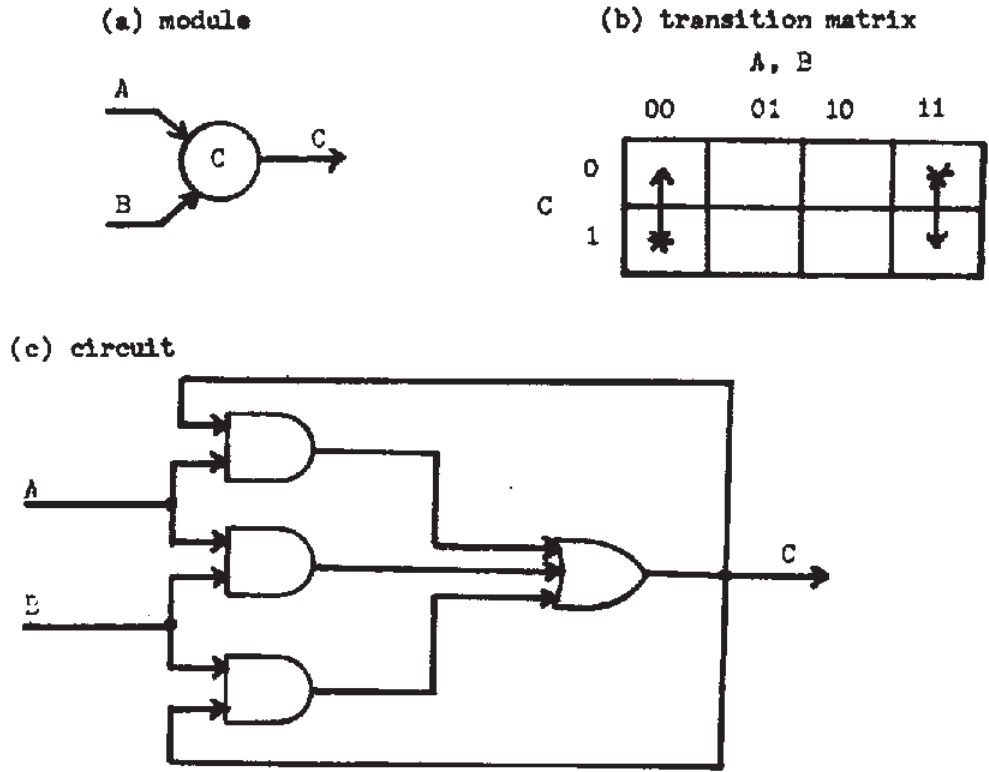 (a) module
A
C
C
B
(b) transition matrix
A, B
00 01 10 11
0
C
1
(c) circuit
A
B
C